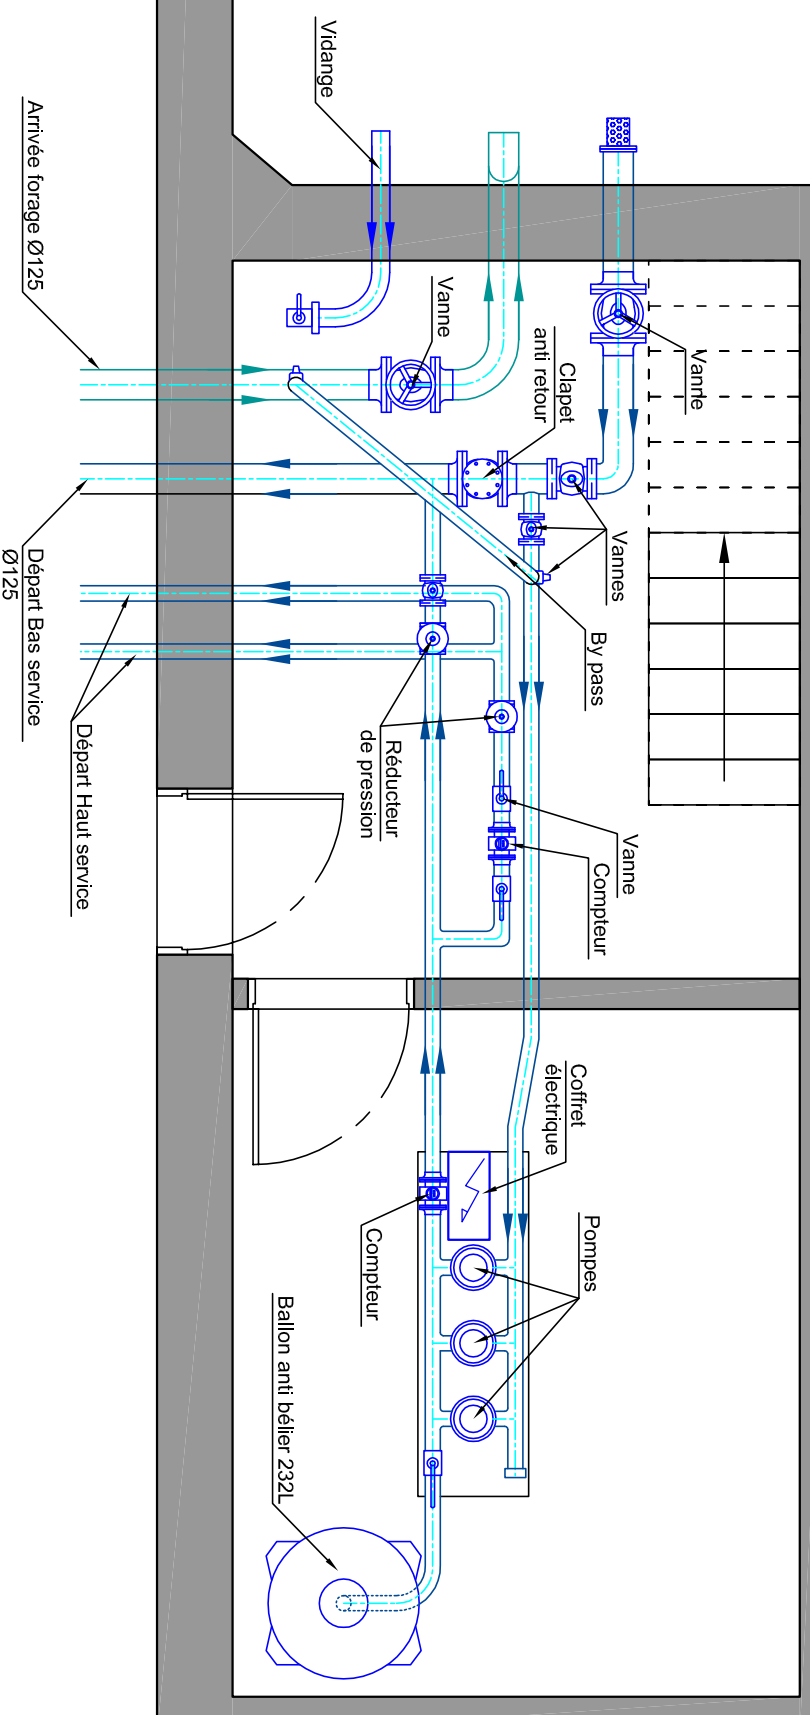 Vidange
Arrivée forage Ø125
Vanne
Clapet
anti retour
Vanne
Vannes
By pass
Départ Bas service
Ø125
Départ Haut service
Réducteur
de pression
Vanne
Compteur
Coffret
électrique
Pompes
Compteur
Ballon anti bélier 232L